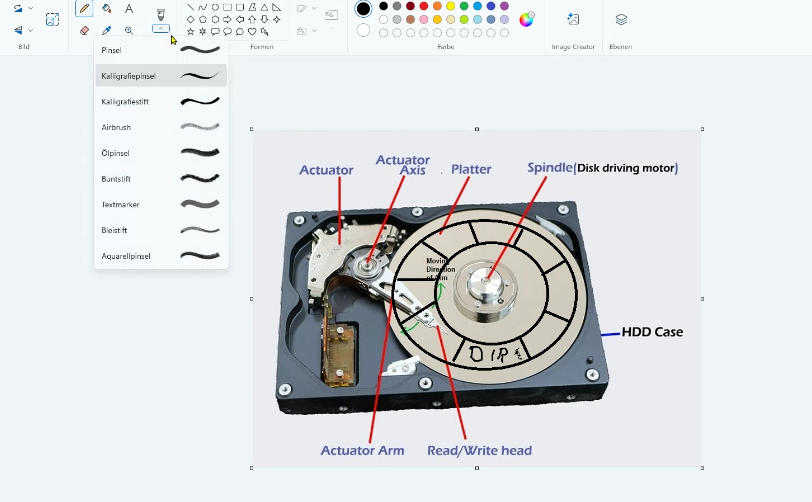 Bild
Formen
Farbe
Image Creator
Ebenen
Pinsel
Kalligrafiepinsel
Kalligrafiestift
Airbrush
Ölpinsel
Buntstift
Textmarker
Bleistift
Aquarellpinsel
Actuator
Actuator
Axis
Platter
Spindle(Disk driving motor)
Moving
Direction
of Arm
HDD Case
Actuator Arm
Read/Write head